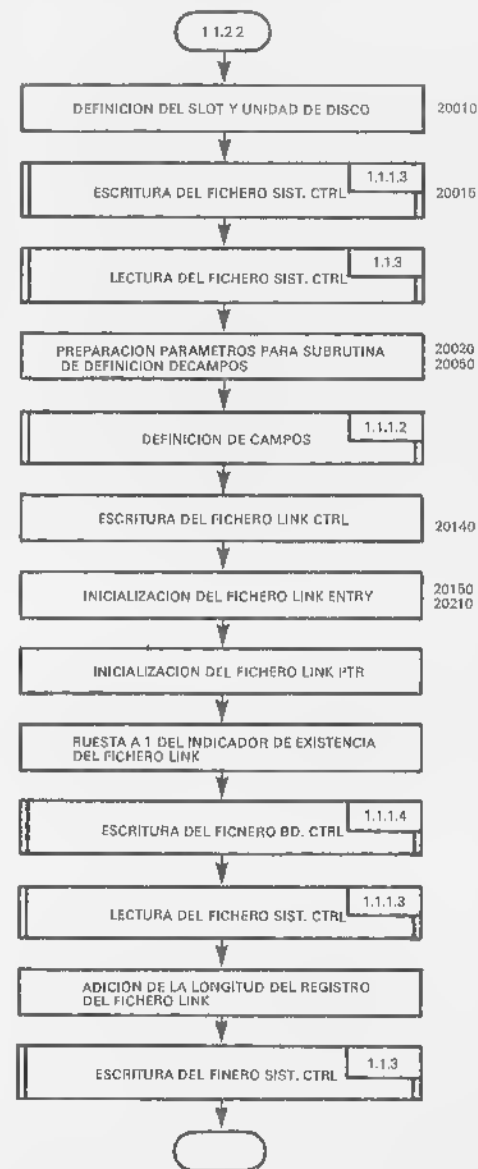 1 1.2 2
DEFINICION DEL SLOT Y UNIDAD DE DISCO
20010
1.1.1.3
ESCRITURA DEL FICHERO SIST. CTRL
20015
1.1.3
LECTURA DEL FICHERO SIST. CTRL
PREPARACION PARAMETROS PARA SUBRUTINA
DE DEFINICION DECAMPOS
20020
20050
1.1.1.2
DEFINICION DE CAMPOS
ESCRITURA DEL FICHERO LINK CTRL
20140
INICIALIZACION DEL FICHERO LINK ENTRY
20150
20210
INICIALIZACION DEL FICHERO LINK PTR
RUESTA A 1 DEL INDICADOR DE EXISTENCIA
DEL FICHERO LINK
1.1.1.4
ESCRITURA DEL FICNERO BD. CTRL
1.1.1.3
LECTURA DEL FICHERO SIST. CTRL
ADICIÓN DE LA LONGITUD DEL REGISTRO
DEL FICHERO LINK
1.1.3
ESCRITURA DEL FINERO SIST. CTRL